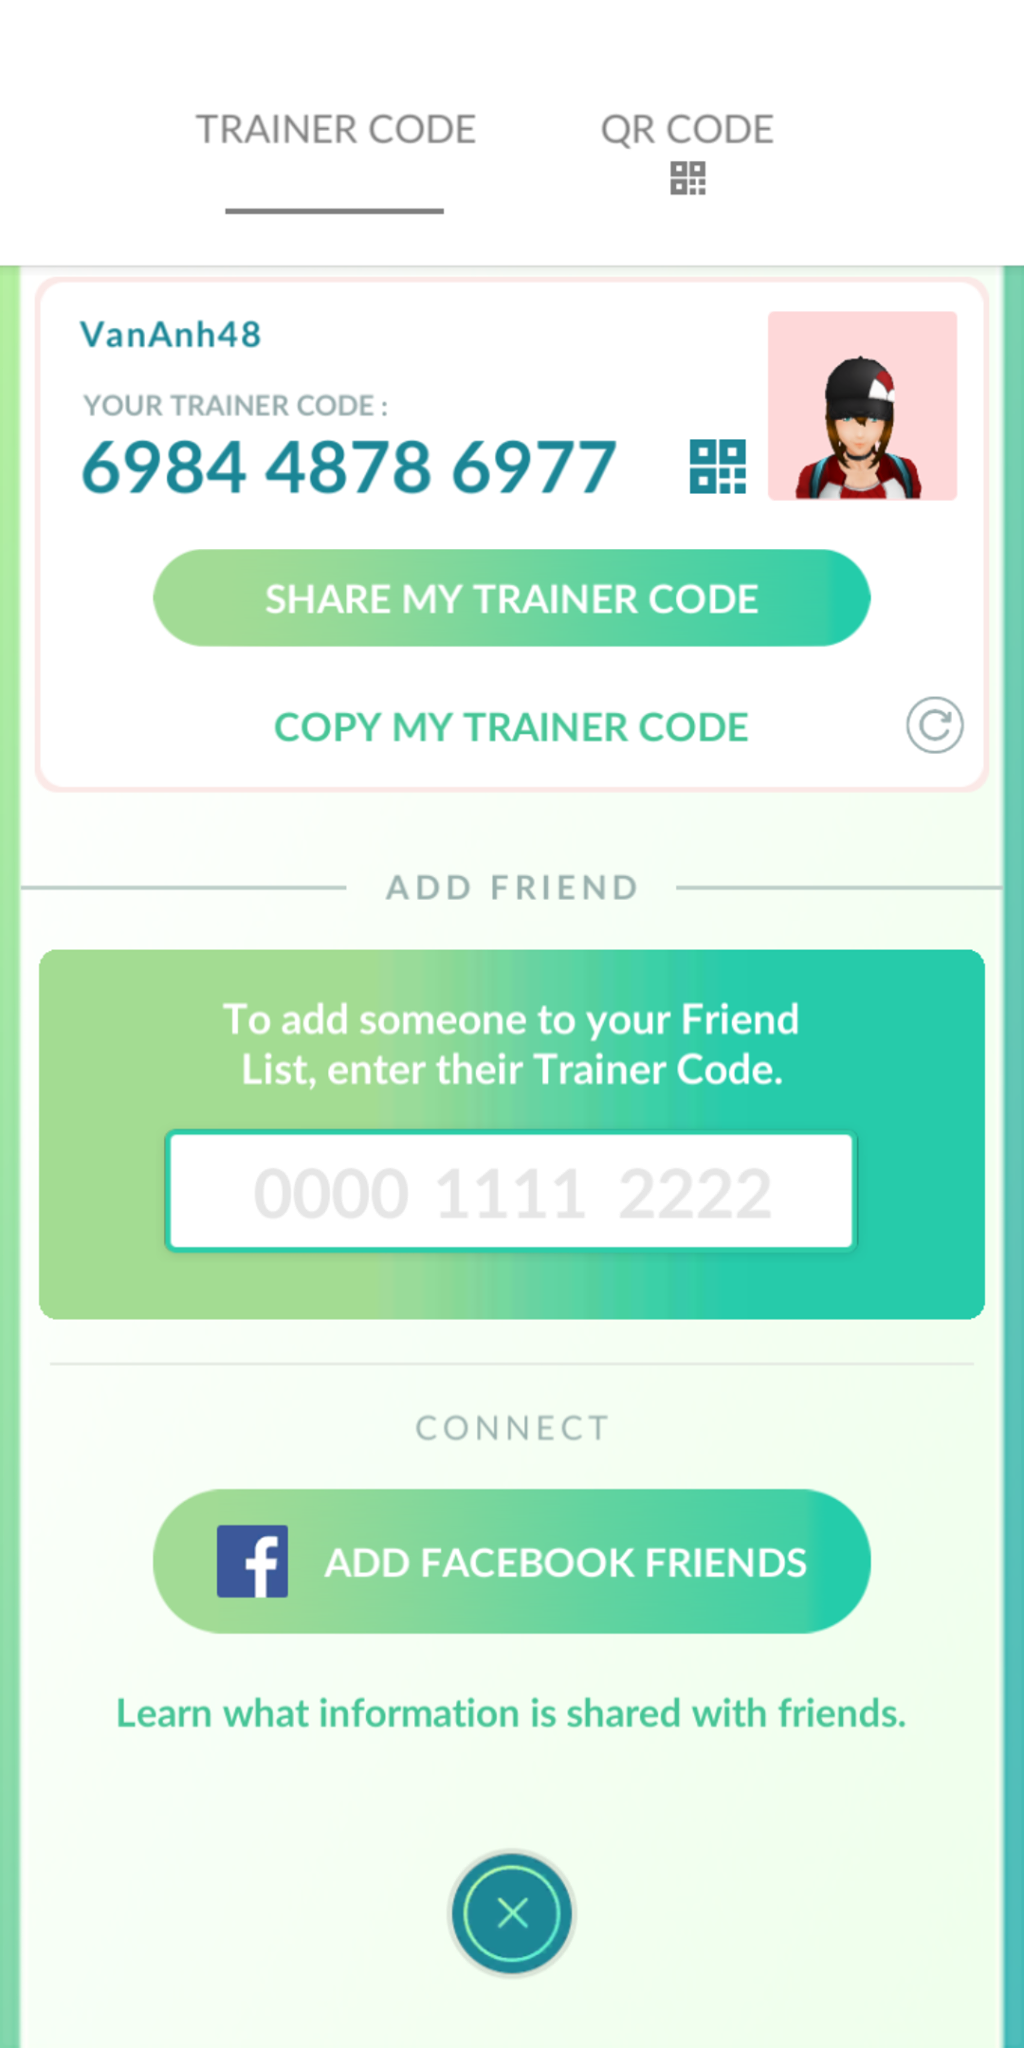 TRAINER CODE
QR CODE
VanAnh48
YOUR TRAINER CODE :
6984 4878 6977
SHARE MY TRAINER CODE
COPY MY TRAINER CODE
ADD FRIEND
To add someone to your Friend
List, enter their Trainer Code.
0000 1111 2222
CONNECT
ADD FACEBOOK FRIENDS
Learn what information is shared with friends.